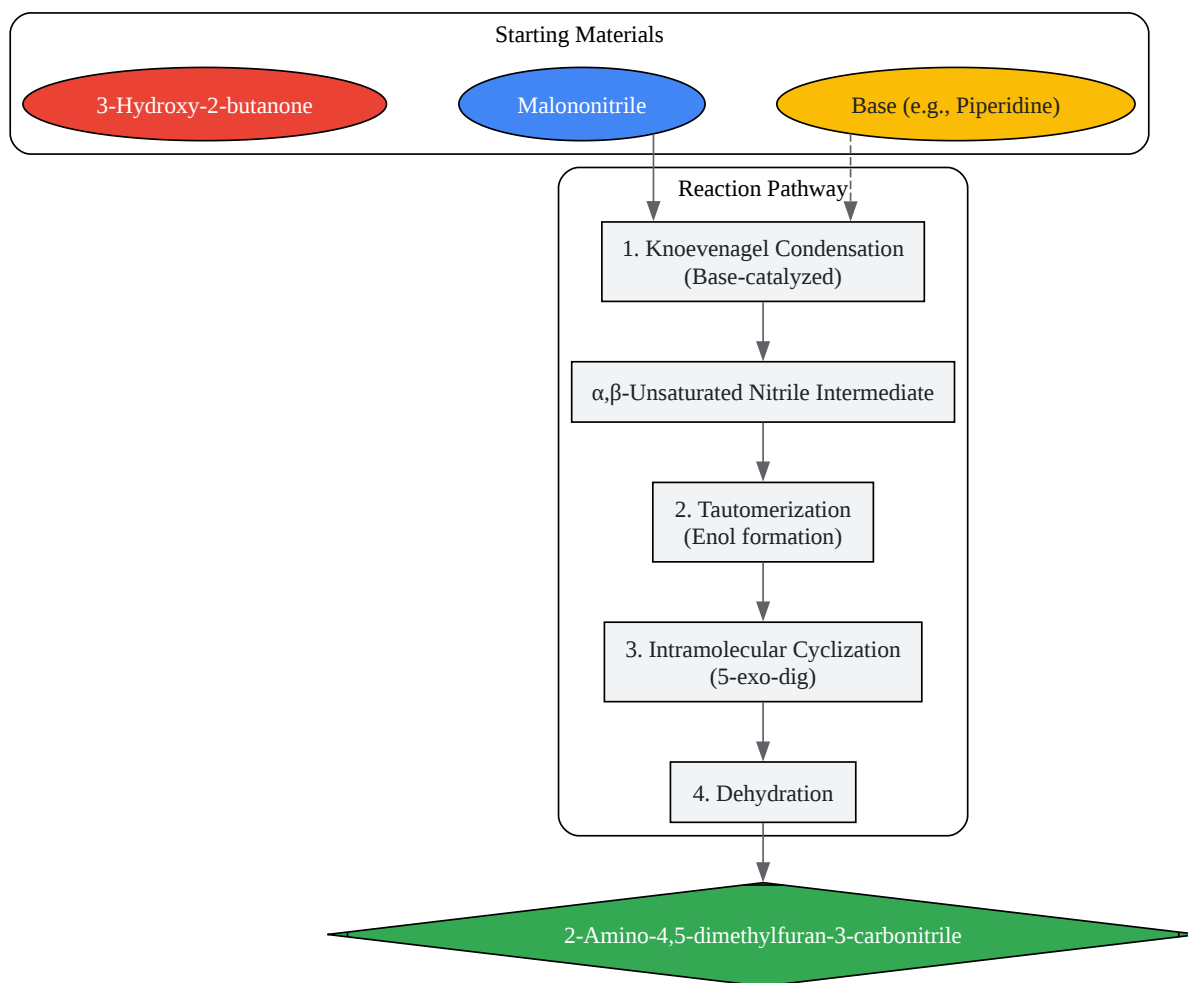 Starting Materials
3-Hydroxy-2-butanone
Malononitrile
Base (e.g., Piperidine)
Reaction Pathway
1. Knoevenagel Condensation
(Base-catalyzed)
α,β-Unsaturated Nitrile Intermediate
2. Tautomerization
(Enol formation)
3. Intramolecular Cyclization
(5-exo-dig)
4. Dehydration
2-Amino-4,5-dimethylfuran-3-carbonitrile